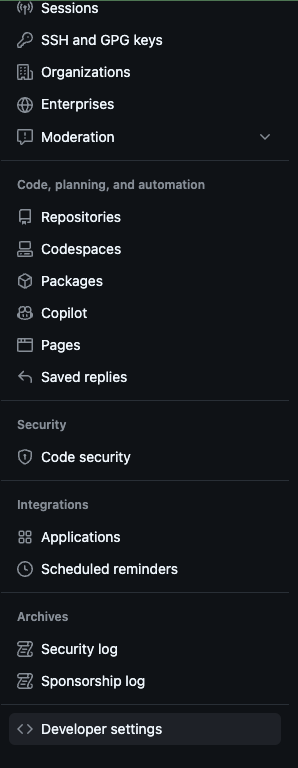 Sessions
SSH and GPG keys
Organizations
Enterprises
Moderation
Code, planning, and automation
Repositories
Codespaces
Packages
Copilot
Pages
Saved replies
Security
Code security
Integrations
Applications
Scheduled reminders
Archives
Security log
Sponsorship log
Developer settings